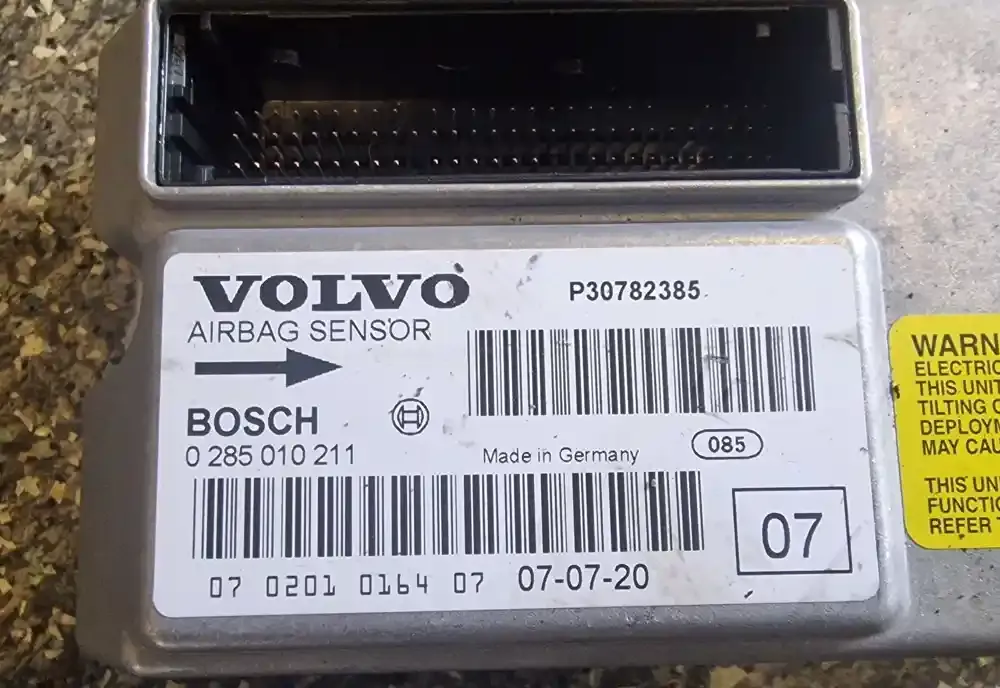 VOLVO
P30782385
AIRBAG SENSOR
BOSCH
0 285 010 211
Made in Germany
085
07
07 0201 0164 07 07-07-20
WARN
ELECTRIC
THIS UNIT
TILTING
DEPLOYM
MAY CAU
THIS UNI
FUNCTIO
REFER